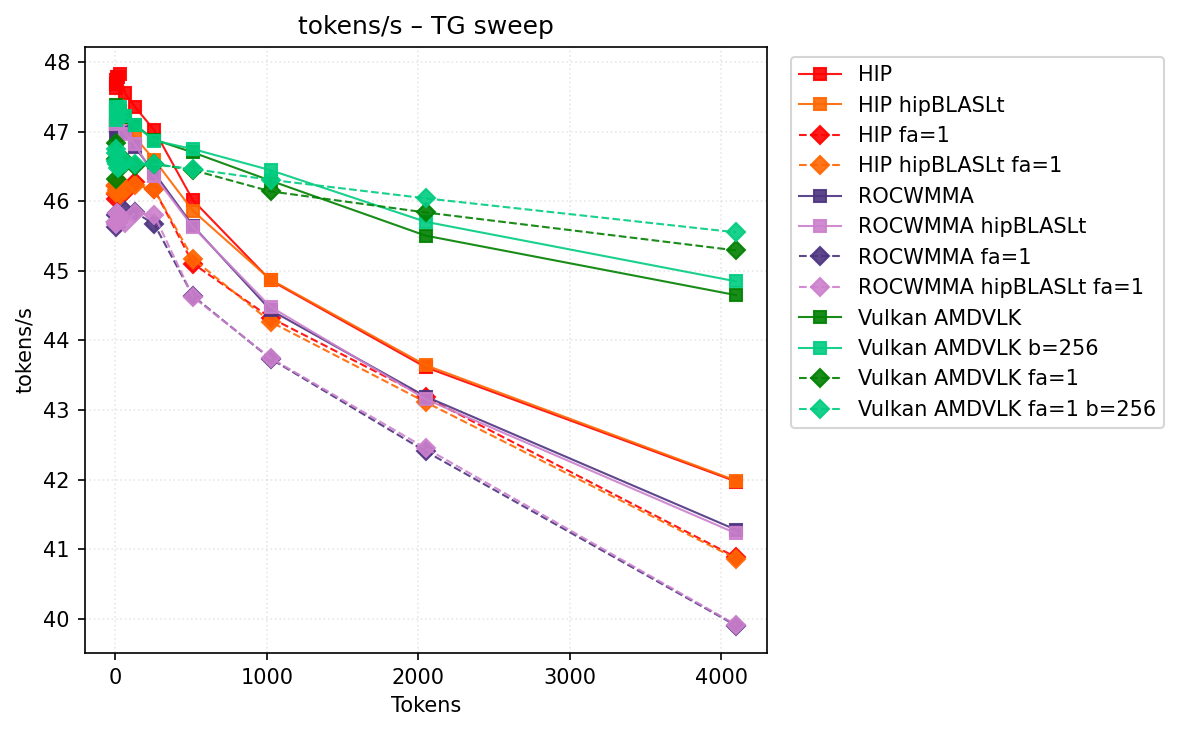 tokens/s – TG sweep
48
47
46
45
44
43
42
41
40
tokens/s
0 1000 2000 3000 4000
Tokens
HIP
HIP hipBLASLt
HIP fa=1
HIP hipBLASLt fa=1
ROCWMMA
ROCWMMA hipBLASLt
ROCWMMA fa=1
ROCWMMA hipBLASLt fa=1
Vulkan AMDVLK
Vulkan AMDVLK b=256
Vulkan AMDVLK fa=1
Vulkan AMDVLK fa=1 b=256